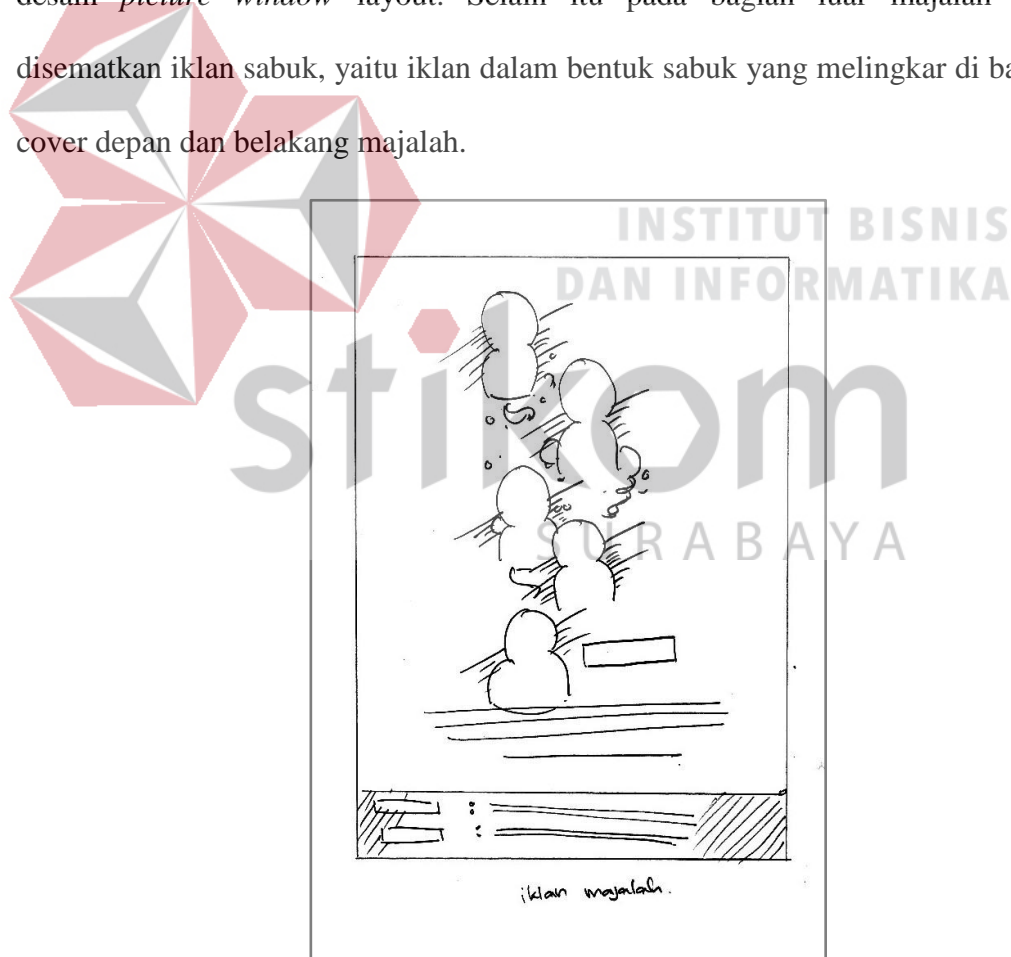 desain picture window layout. Selain itu pada bagian luar majalah
disematkan iklan sabuk, yaitu iklan dalam bentuk sabuk yang melingkar di ba
cover depan dan belakang majalah.
INSTITUT BISNIS
DAN INFORMATIKA
stikom
SURABAYA
iklan majalah.